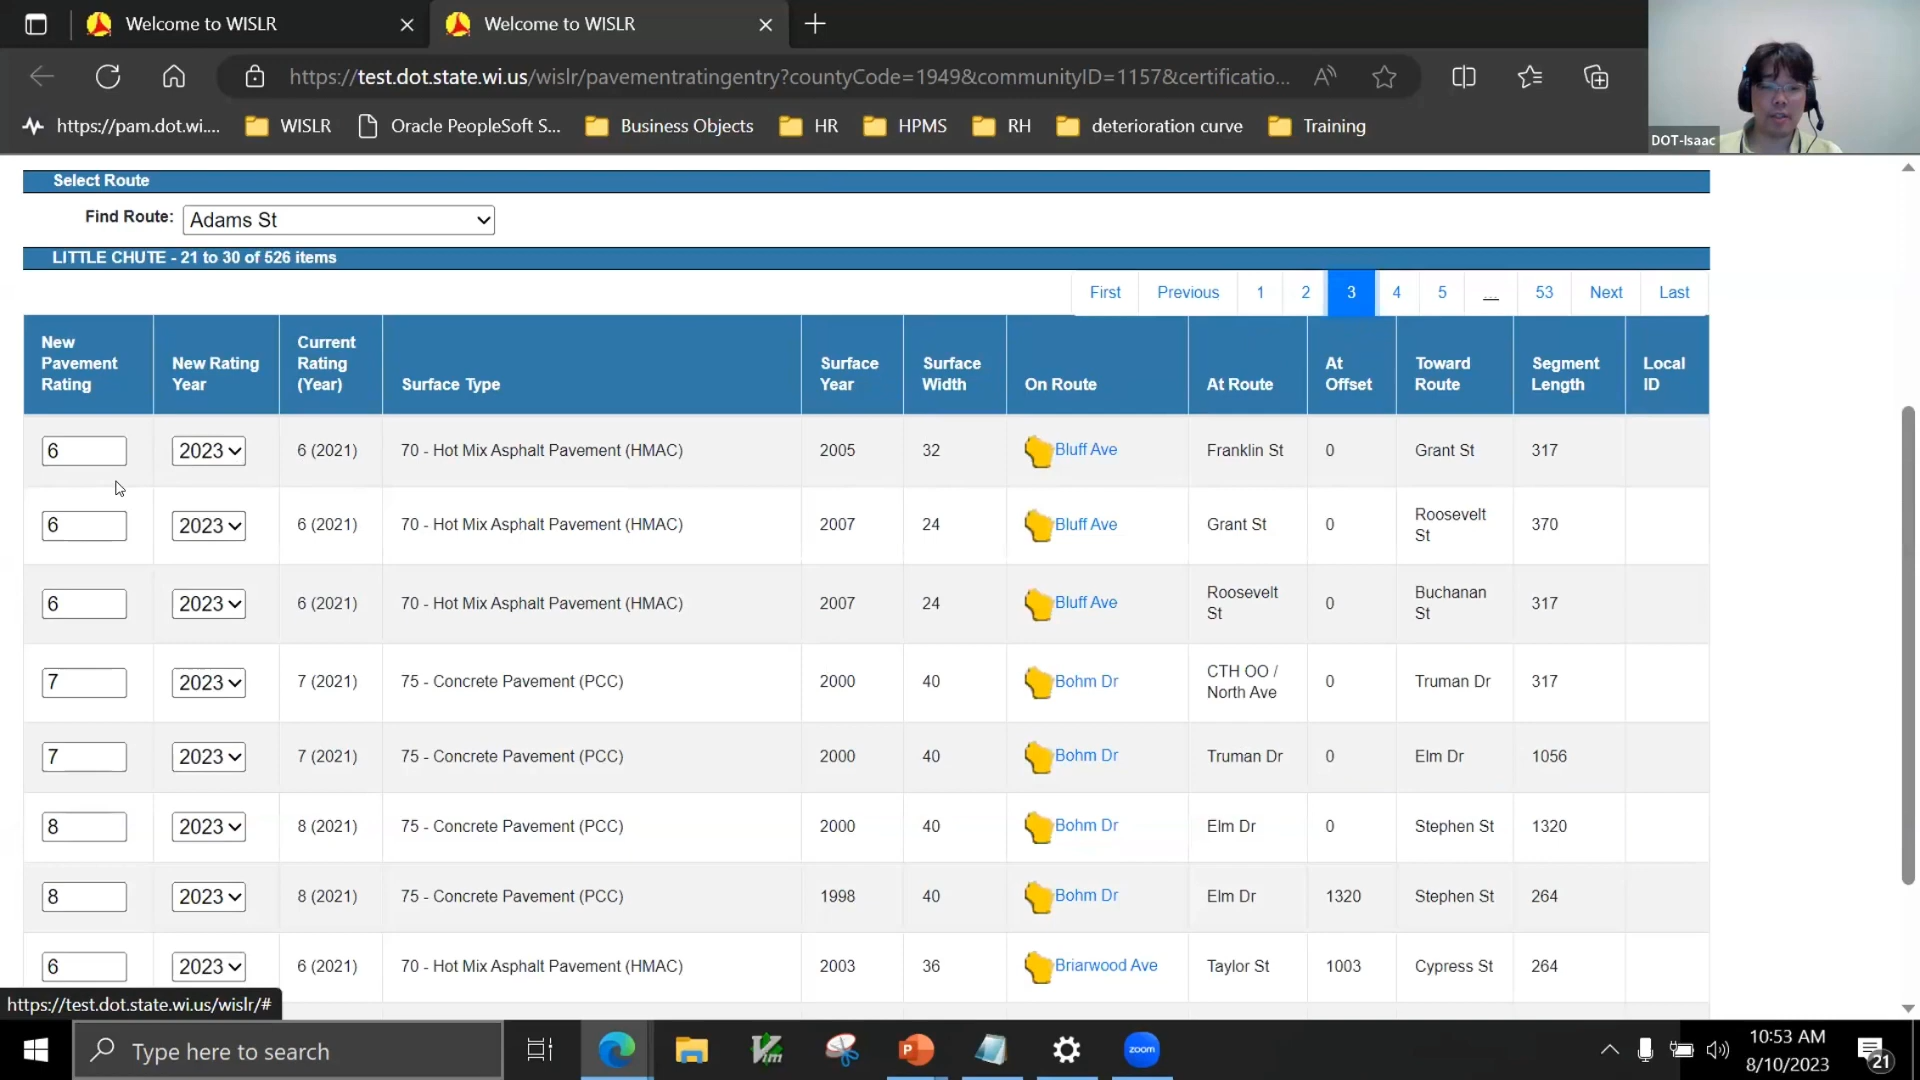 Welcome to WISLR
Welcome to WISLR
https://test.dot.state.wi.us/wislr/pavementratingentry?countyCode=1949&communityID=1157&certificatio...
https://pam.dot.wi....
WISLR
Oracle PeopleSoft S...
Business Objects
HR
HPMS
RH
deterioration curve
Training
DOT-Isaac
Select Route
Find Route: Adams St
LITTLE CHUTE - 21 to 30 of 526 items
First Previous 1 2 3 4 5 ... 53 Next Last
New Pavement Rating New Rating Year Current Rating (Year) Surface Type Surface Year Surface Width On Route At Route At Offset Toward Route Segment Length Local ID
6 2023 6 (2021) 70 - Hot Mix Asphalt Pavement (HMAC) 2005 32 Bluff Ave Franklin St 0 Grant St 317
6 2023 6 (2021) 70 - Hot Mix Asphalt Pavement (HMAC) 2007 24 Bluff Ave Grant St 0 Roosevelt St 370
6 2023 6 (2021) 70 - Hot Mix Asphalt Pavement (HMAC) 2007 24 Bluff Ave Roosevelt St 0 Buchanan St 317
7 2023 7 (2021) 75 - Concrete Pavement (PCC) 2000 40 Bohm Dr CTH OO / North Ave 0 Truman Dr 317
7 2023 7 (2021) 75 - Concrete Pavement (PCC) 2000 40 Bohm Dr Truman Dr 0 Elm Dr 1056
8 2023 8 (2021) 75 - Concrete Pavement (PCC) 2000 40 Bohm Dr Elm Dr 0 Stephen St 1320
8 2023 8 (2021) 75 - Concrete Pavement (PCC) 1998 40 Bohm Dr Elm Dr 1320 Stephen St 264
6 2023 6 (2021) 70 - Hot Mix Asphalt Pavement (HMAC) 2003 36 Briarwood Ave Taylor St 1003 Cypress St 264
https://test.dot.state.wi.us/wislr/#
Type here to search
Vim
P
zoom
10:53 AM
8/10/2023
21